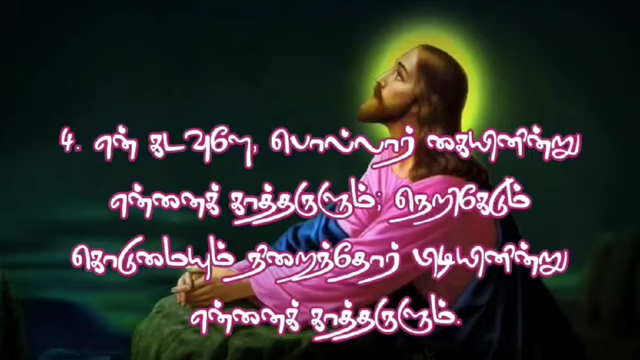 4. என் கடவுளே, பொல்லார் கையினின்று
என்னைக் காத்தருளும்; நெறிகேடும்
கொடுமையும் நிறைந்தோர் பிடியினின்று
என்னைக் காத்தருளும்.